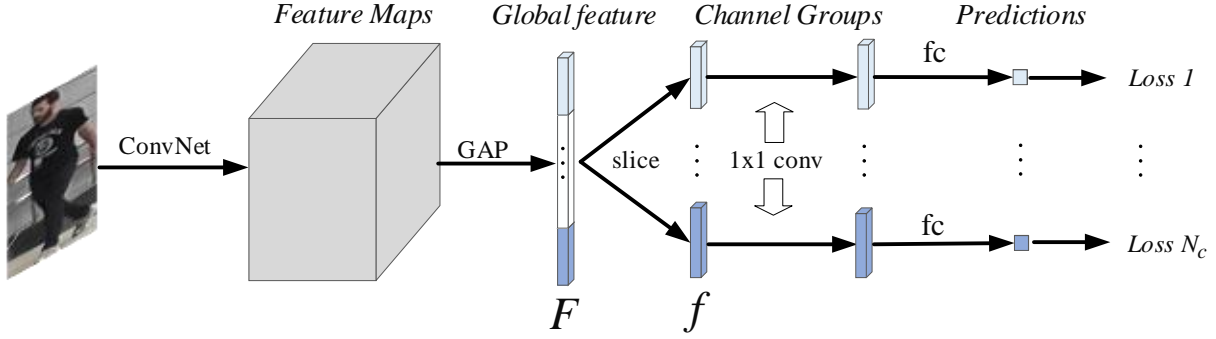 Feature Maps
Global feature
Channel Groups
Predictions
ConvNet
GAP
slice
1x1 conv
fc
Loss 1
fc
Loss N_c
F
f